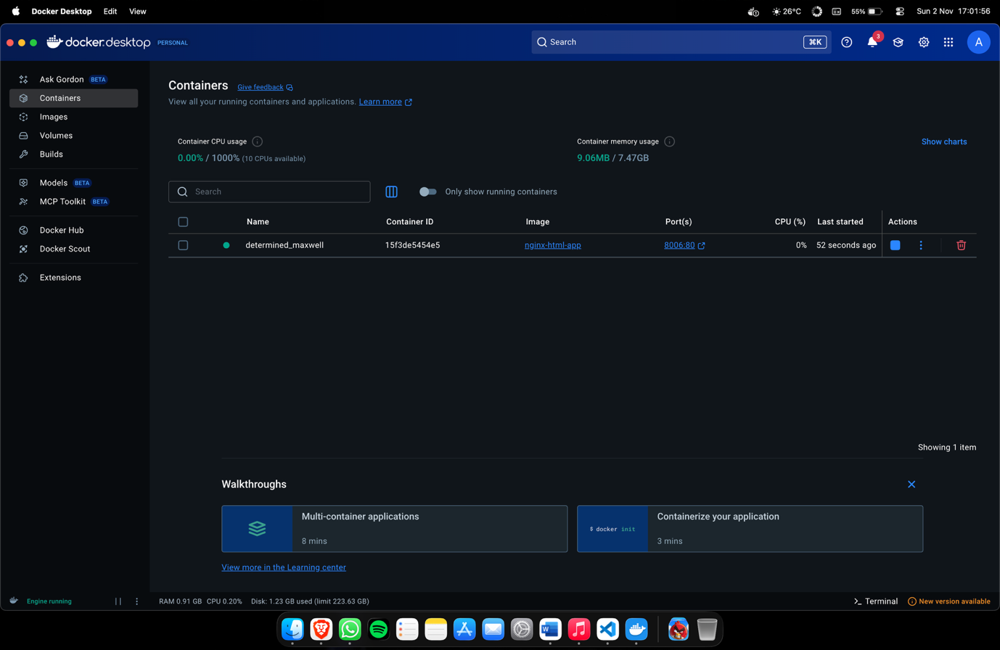 Docker Desktop Edit View 26°C 55% Sun 2 Nov 17:01:56
docker.desktop PERSONAL Search ⌘K 3 A
Ask Gordon BETA
Containers
Images
Volumes
Builds
Models BETA
MCP Toolkit BETA
Docker Hub
Docker Scout
Extensions
Containers Give feedback
View all your running containers and applications. Learn more
Container CPU usage
0.00% / 1000% (10 CPUs available)
Container memory usage
9.06MB / 7.47GB
Show charts
Search Only show running containers
Name Container ID Image Port(s) CPU (%) Last started Actions
determined_maxwell 15f3de5454e5 nginx-html-app 8006:80 0% 52 seconds ago
Showing 1 item
Walkthroughs
Multi-container applications
8 mins
$ docker init
Containerize your application
3 mins
View more in the Learning center
Engine running RAM 0.91 GB CPU 0.20% Disk: 1.23 GB used (limit 223.63 GB) Terminal New version available